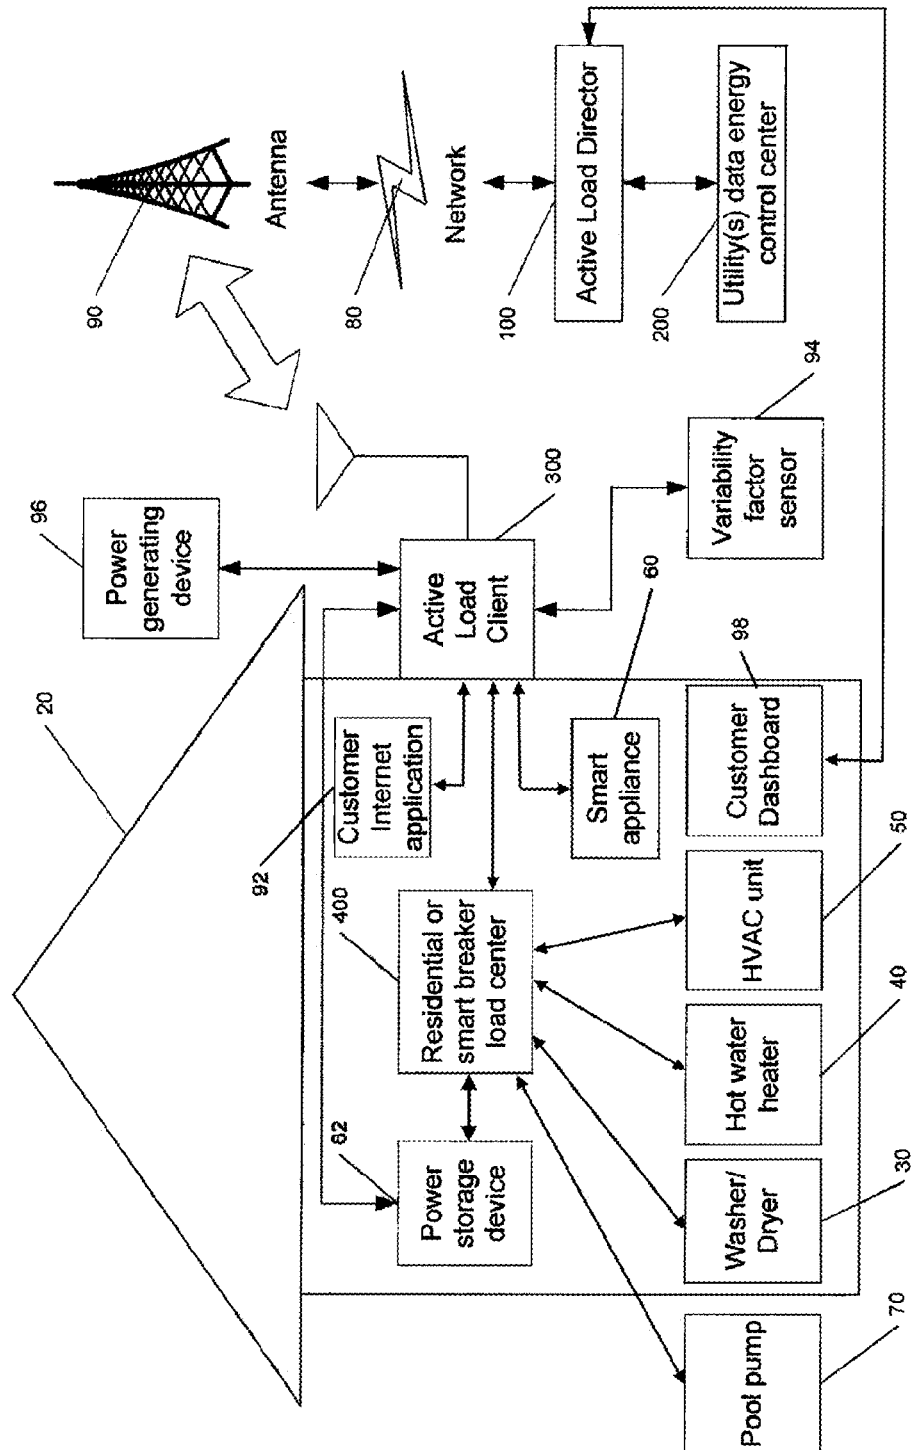 20
96
Power
generating
device
90
Antenna
80
Network
100
Active Load Director
200
Utility(s) data energy
control center
300
Active
Load
Client
94
Variability
factor
sensor
92
Customer
Internet
application
60
Smart
appliance
98
Customer
Dashboard
400
Residential or
smart breaker
load center
62
Power
storage
device
50
HVAC unit
40
Hot water
heater
30
Washer/
Dryer
70
Pool pump